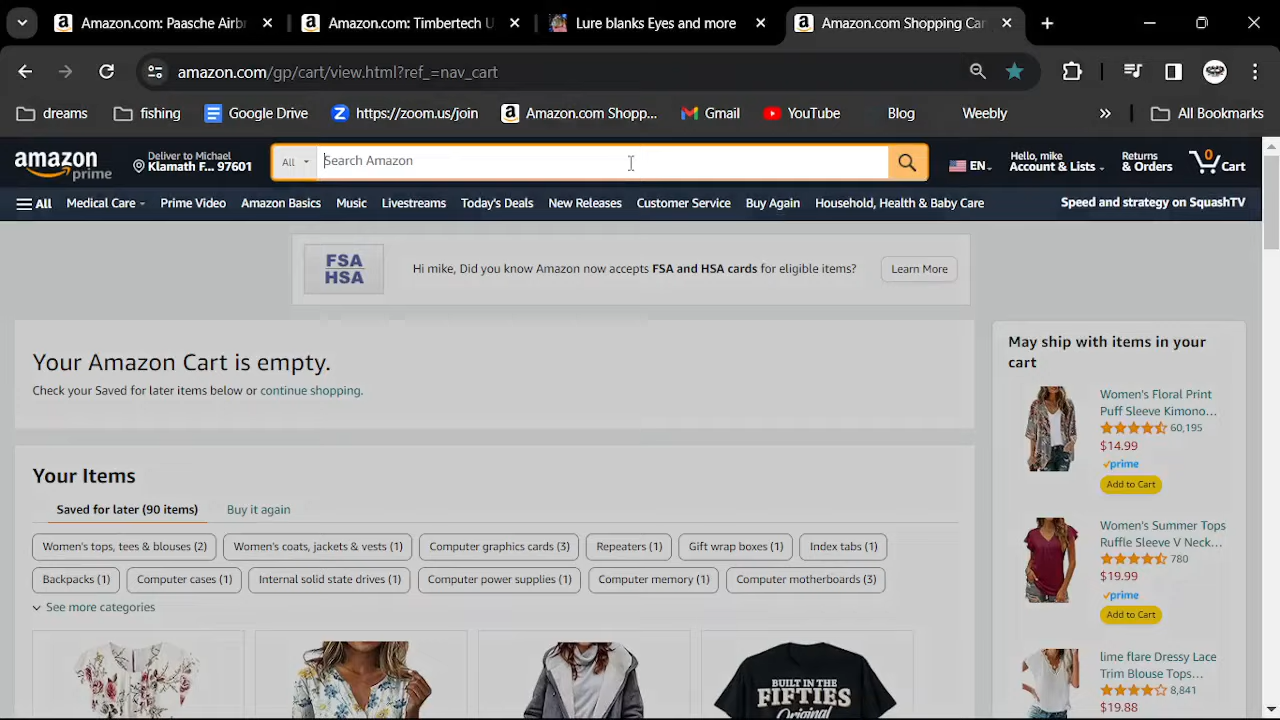 Amazon.com: Paasche Airb
Amazon.com: Timbertech U
Lure blanks Eyes and more
Amazon.com Shopping Car
amazon.com/gp/cart/view.html?ref_=nav_cart
dreams
fishing
Google Drive
https://zoom.us/join
Amazon.com Shopp...
Gmail
YouTube
Blog
Weebly
All Bookmarks
amazon prime
Deliver to Michael
Klamath F... 97601
All
Search Amazon
EN
Hello, mike
Account & Lists
Returns
& Orders
0
Cart
All
Medical Care
Prime Video
Amazon Basics
Music
Livestreams
Today's Deals
New Releases
Customer Service
Buy Again
Household, Health & Baby Care
Speed and strategy on SquashTV
FSA
HSA
Hi mike, Did you know Amazon now accepts FSA and HSA cards for eligible items?
Learn More
Your Amazon Cart is empty.
Check your Saved for later items below or continue shopping.
May ship with items in your
cart
Women's Floral Print
Puff Sleeve Kimono...
60,195
$14.99
prime
Add to Cart
Women's Summer Tops
Ruffle Sleeve V Neck...
780
$19.99
prime
Add to Cart
lime flare Dressy Lace
Trim Blouse Tops...
8,841
$19.88
Your Items
Saved for later (90 items)
Buy it again
Women's tops, tees & blouses (2)
Women's coats, jackets & vests (1)
Computer graphics cards (3)
Repeaters (1)
Gift wrap boxes (1)
Index tabs (1)
Backpacks (1)
Computer cases (1)
Internal solid state drives (1)
Computer power supplies (1)
Computer memory (1)
Computer motherboards (3)
See more categories
BUILT IN THE
FIFTIES
Original